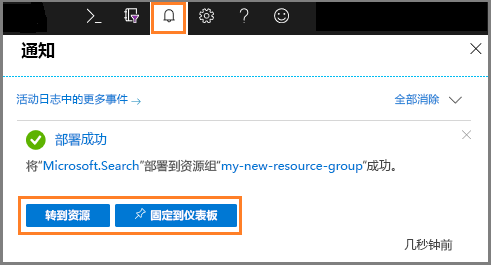 通知
活动日志中的更多事件 →
全部消除
部署成功
将"Microsoft.Search"部署到资源组"my-new-resource-group"成功。
转到资源
固定到仪表板
几秒钟前